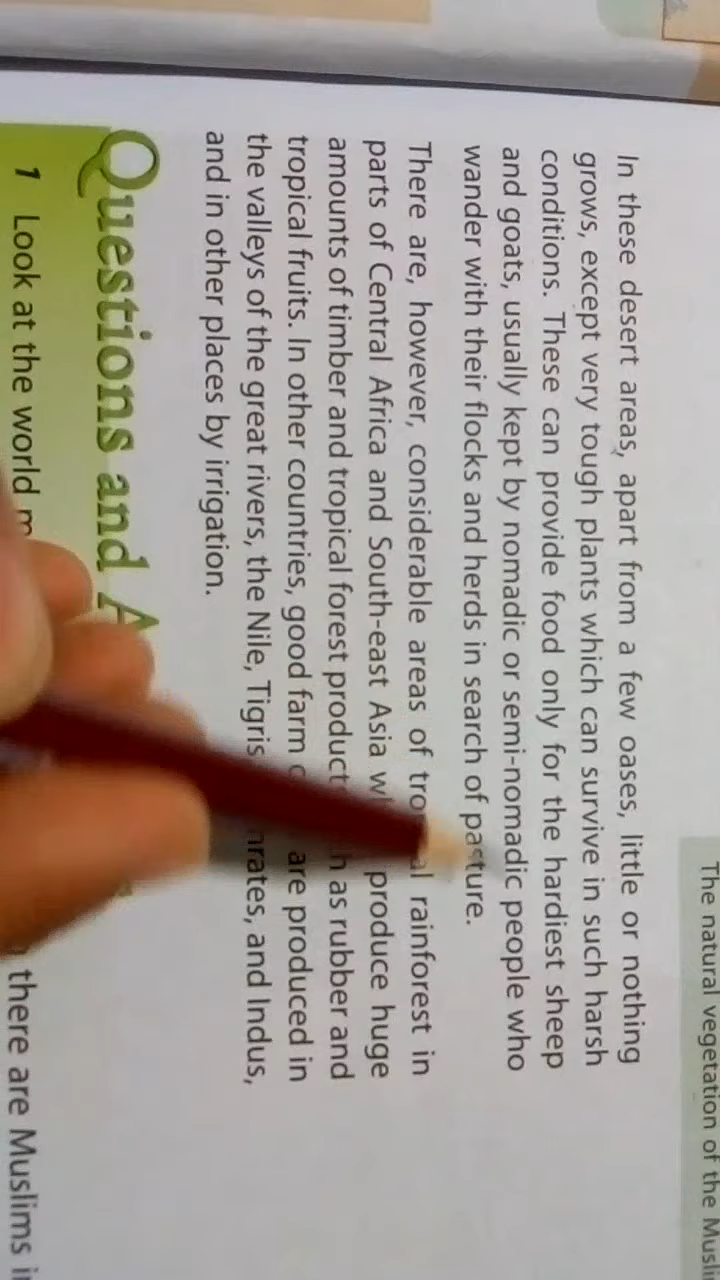 The natural vegetation of the
In these desert areas, apart from a few oases, little or nothing
grows, except very tough plants which can survive in such harsh
conditions. These can provide food only for the hardiest sheep
and goats, usually kept by nomadic or semi-nomadic people who
wander with their flocks and herds in search of pasture.
There are, however, considerable areas of rainforest in
parts of Central Africa and South-east Asia produce huge
amounts of timber and tropical forest as rubber and
tropical fruits. In other countries, good farm are produced in
the valleys of the great rivers, the Nile, Tigris and Indus,
and in other places by irrigation.
Questions and
1 Look at the world there are Muslims